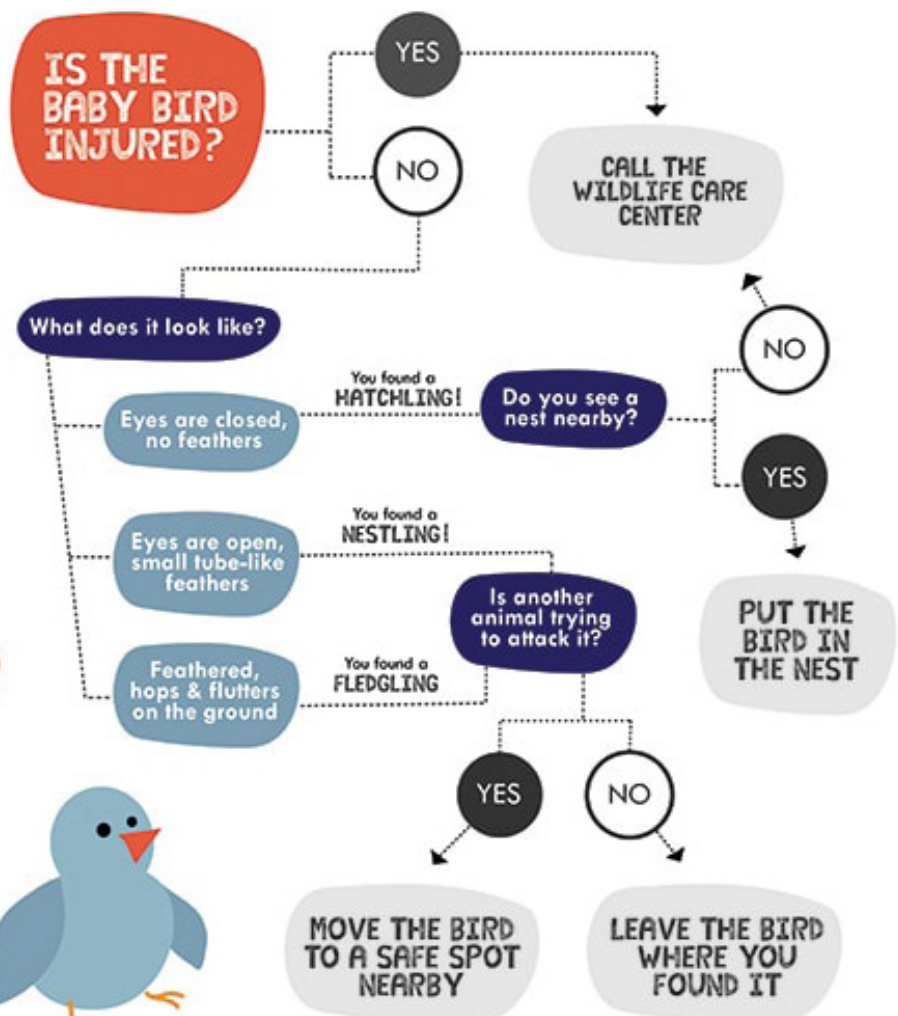 IS THE
BABY BIRD
INJURED?
YES
NO
CALL THE
WILDLIFE CARE
CENTER
What does it look like?
Eyes are closed,
no feathers
You found a
HATCHLING!
Do you see a
nest nearby?
NO
YES
PUT THE
BIRD IN
THE NEST
Eyes are open,
small tube-like
feathers
You found a
NESTLING!
Is another
animal trying
to attack it?
Feathered,
hops & flutters
on the ground
You found a
FLEDGLING
YES
NO
MOVE THE BIRD
TO A SAFE SPOT
NEARBY
LEAVE THE BIRD
WHERE YOU
FOUND IT